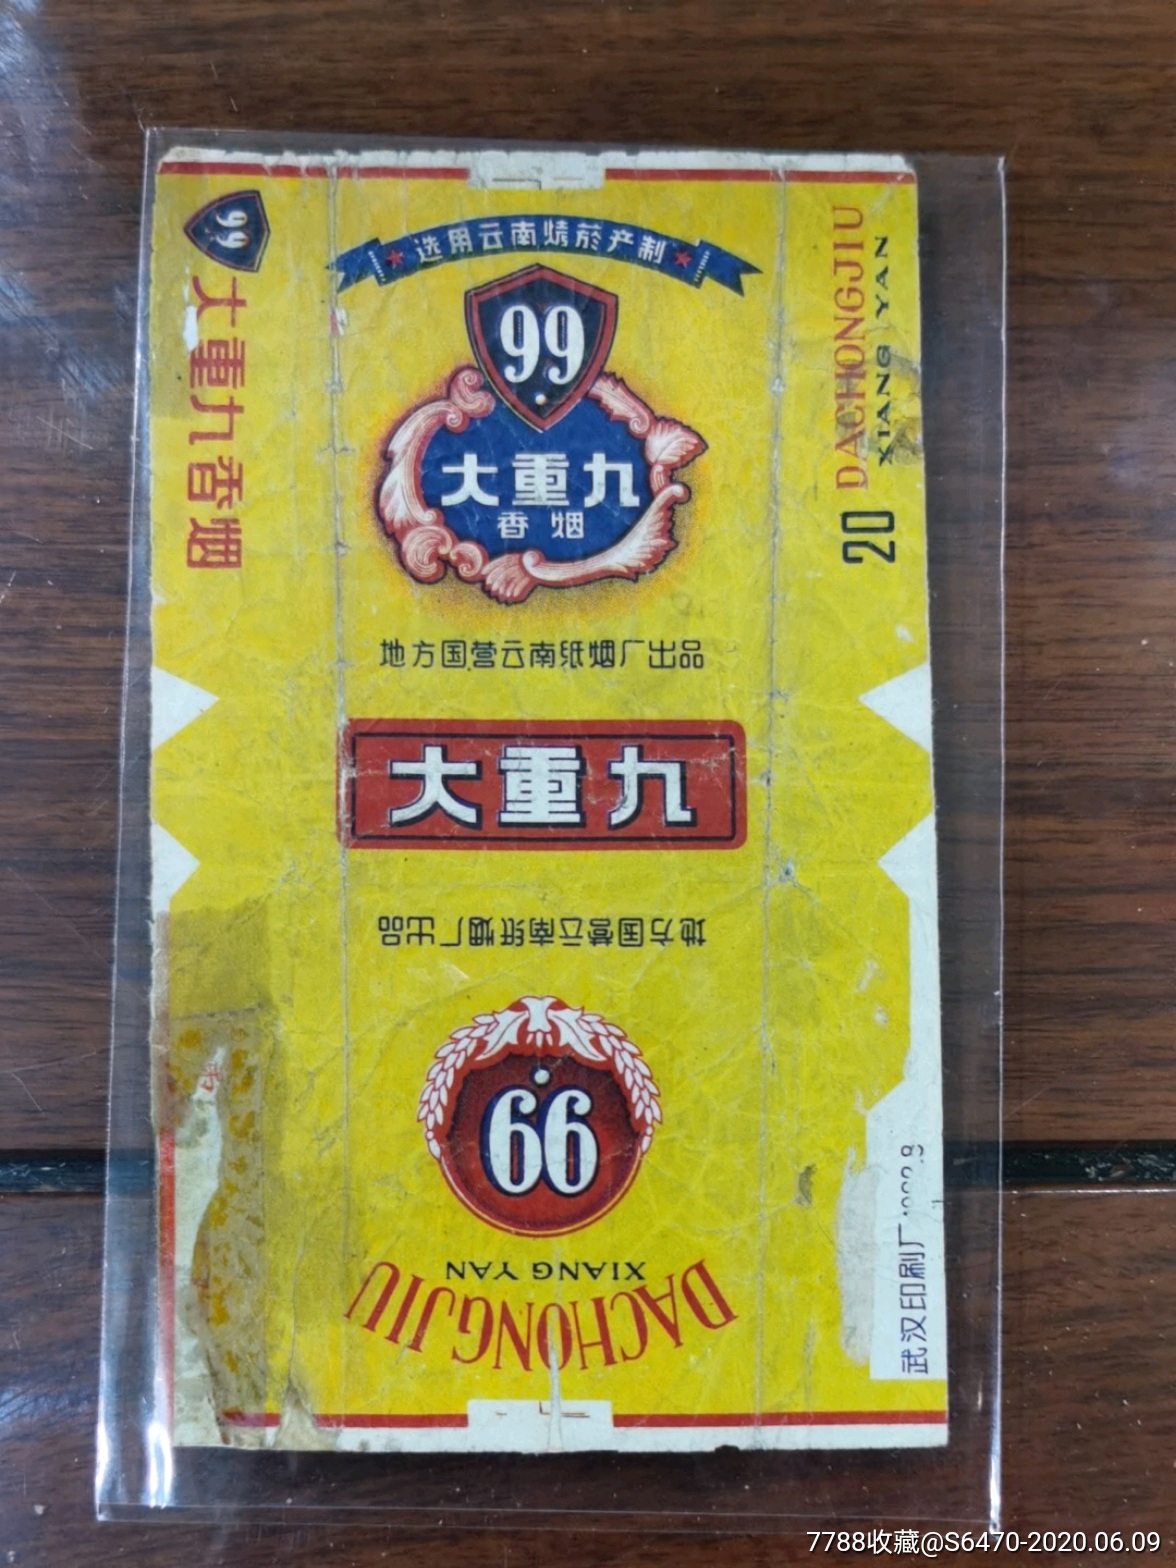 99
大重九香烟
选用云南烤菸产制
99
大重九
香烟
地方国营云南纸烟厂出品
DACHONGJIU
XIANG YAN
20
大重九
地方国营云南纸烟厂出品
99
XIANG YAN
DACHONGJIU
武汉印刷厂
7788收藏@S6470-2020.06.09